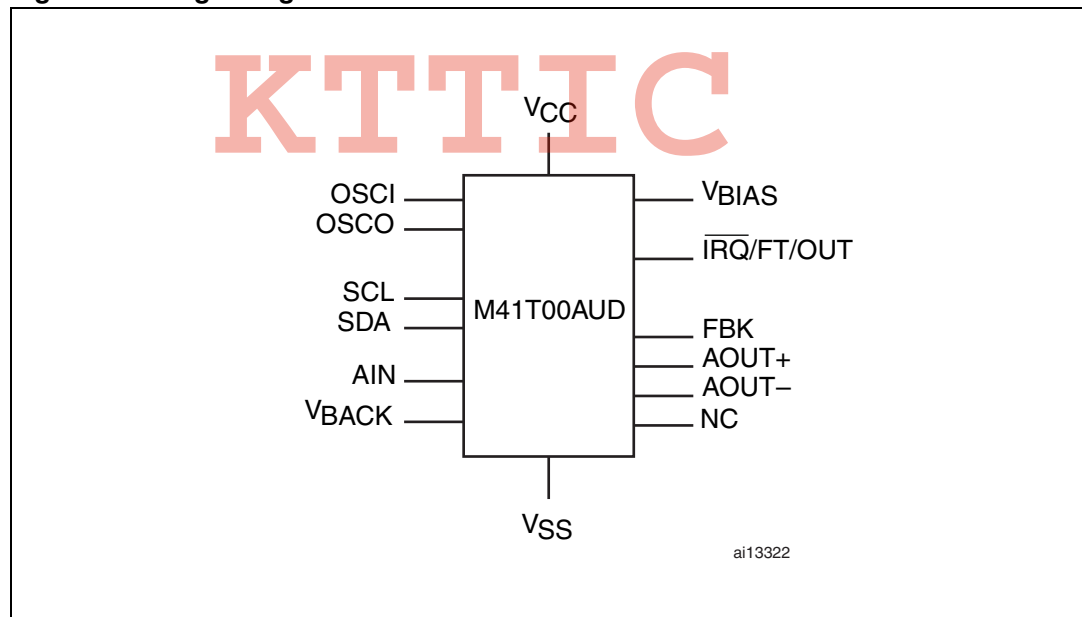 KTTIC
VCC
OSCI
OSCO
SCL
SDA
AIN
VBACK
M41T00AUD
VBIAS
IRQ/FT/OUT
FBK
AOUT+
AOUT–
NC
VSS
ai13322